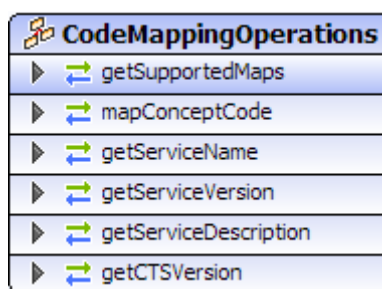 CodeMappingOperations
getSupportedMaps
mapConceptCode
getServiceName
getServiceVersion
getServiceDescription
getCTSVersion